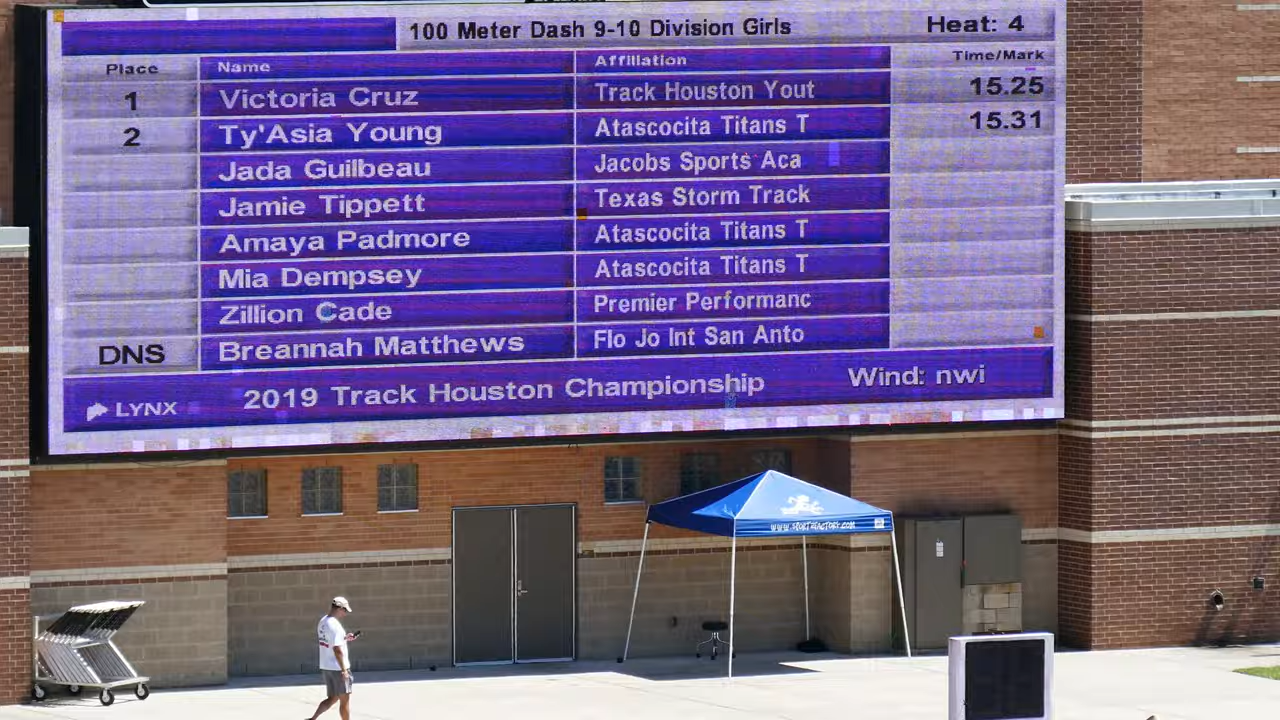 100 Meter Dash 9-10 Division Girls Heat: 4
Place Name Affiliation Time/Mark
1 Victoria Cruz Track Houston Yout 15.25
2 Ty'Asia Young Atascocita Titans T 15.31
Jada Guilbeau Jacobs Sports Aca
Jamie Tippett Texas Storm Track
Amaya Padmore Atascocita Titans T
Mia Dempsey Atascocita Titans T
Zillion Cade Premier Performanc
DNS Breannah Matthews Flo Jo Int San Anto
LYNX 2019 Track Houston Championship Wind: nwi